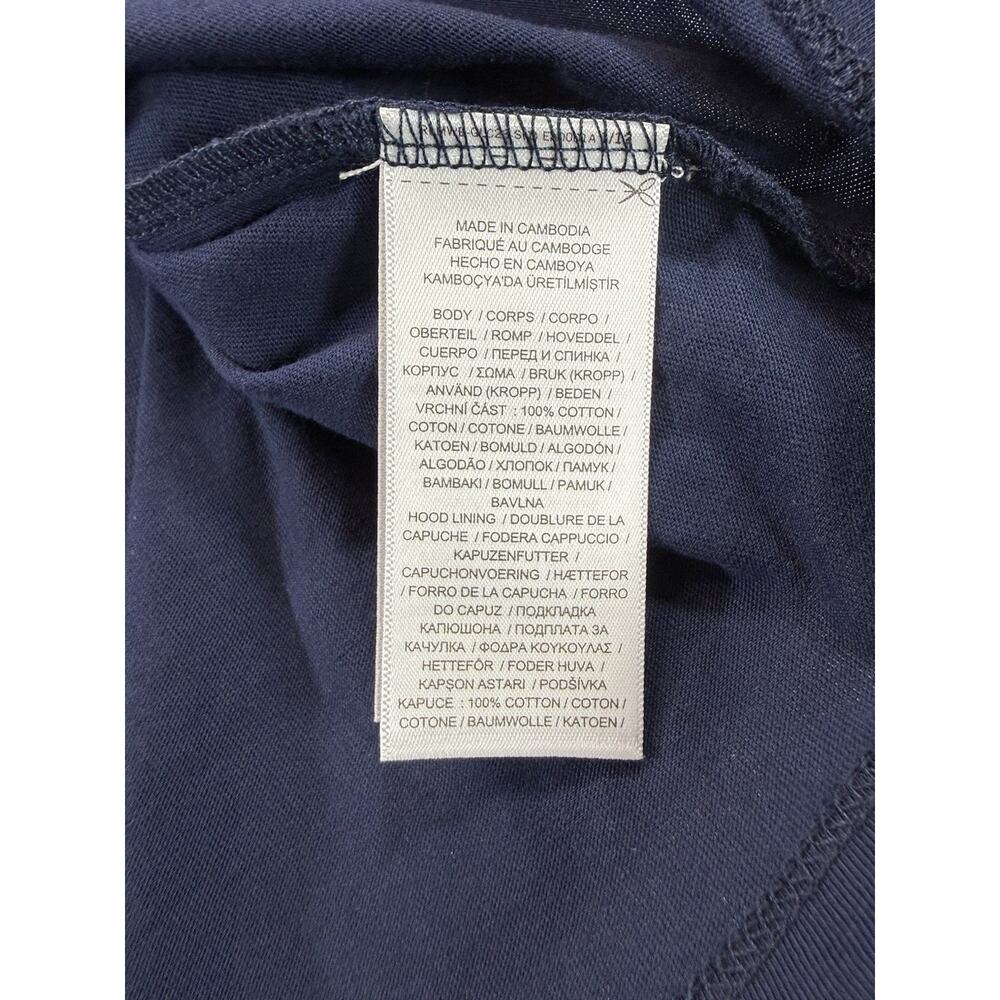 MADE IN CAMBODIA
FABRIQUÉ AU CAMBODGE
HECHO EN CAMBOYA
KAMBOÇYA'DA ÜRETİLMİŞTİR
BODY / CORPS / CORPO /
OBERTEIL / ROMP / HOVEDDEL /
CUERPO / ПЕРЕД И СПИНКА /
КОРПУС / ΣΩΜΑ / BRUK (KROPP) /
ANVÄND (KROPP) / BEDEN /
VRCHNÍ ČÁST : 100% COTTON /
COTON / COTONE / BAUMWOLLE /
KATOEN / BOMULD / ALGODÓN /
ALGODÃO / ХЛОПОК / ПАМУК /
BAMBAKI / BOMULL / PAMUK /
BAVLNA
HOOD LINING / DOUBLURE DE LA
CAPUCHE / FODERA CAPPUCCIO /
KAPUZENFUTTER /
CAPUCHONVOERING / HÆTTEFOR
/ FORRO DE LA CAPUCHA / FORRO
DO CAPUZ / ПОДКЛАДКА
КАПЮШОНА / ПОДПЛАТА ЗА
КАЧУЛКА / ΦΟΔΡΑ ΚΟΥΚΟΥΛΑΣ /
HETTEFÔR / FODER HUVA /
KAPŞON ASTARI / PODŠÍVKA
KAPUCE : 100% COTTON / COTON /
COTONE / BAUMWOLLE / KATOEN /